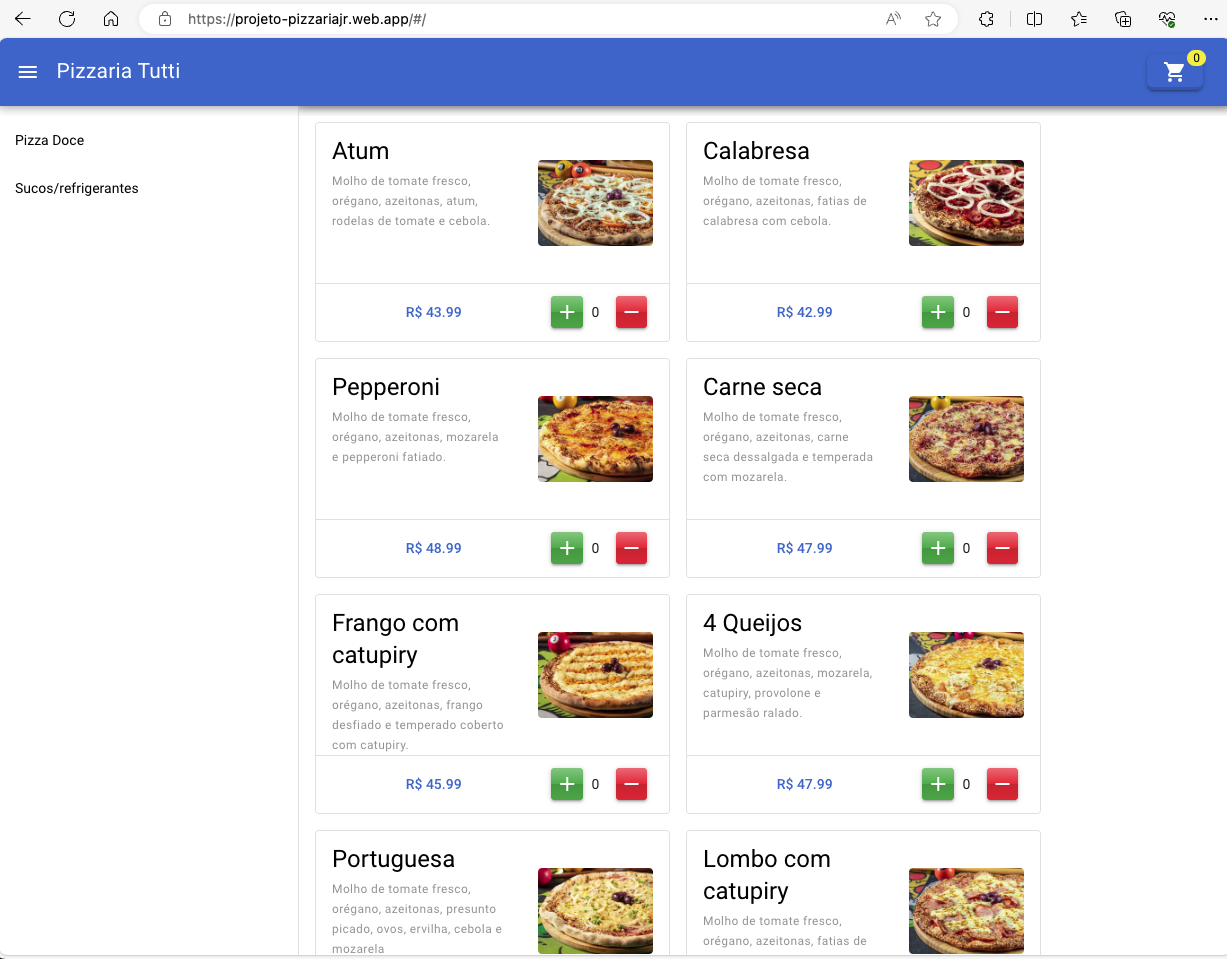 https://projeto-pizzariajr.web.app/#/
Pizzaria Tutti
0
Pizza Doce
Sucos/refrigerantes
Atum
Molho de tomate fresco,
orégano, azeitonas, atum,
rodelas de tomate e cebola.
R$ 43.99
0
Calabresa
Molho de tomate fresco,
orégano, azeitonas, fatias de
calabresa com cebola.
R$ 42.99
0
Pepperoni
Molho de tomate fresco,
orégano, azeitonas, mozarela
e pepperoni fatiado.
R$ 48.99
0
Carne seca
Molho de tomate fresco,
orégano, azeitonas, carne
seca dessalgada e temperada
com mozarela.
R$ 47.99
0
Frango com
catupiry
Molho de tomate fresco,
orégano, azeitonas, frango
desfiado e temperado coberto
com catupiry.
R$ 45.99
0
4 Queijos
Molho de tomate fresco,
orégano, azeitonas, mozarela,
catupiry, provolone e
parmesão ralado.
R$ 47.99
0
Portuguesa
Molho de tomate fresco,
orégano, azeitonas, presunto
picado, ovos, ervilha, cebola e
mozarela
Lombo com
catupiry
Molho de tomate fresco,
orégano, azeitonas, fatias de